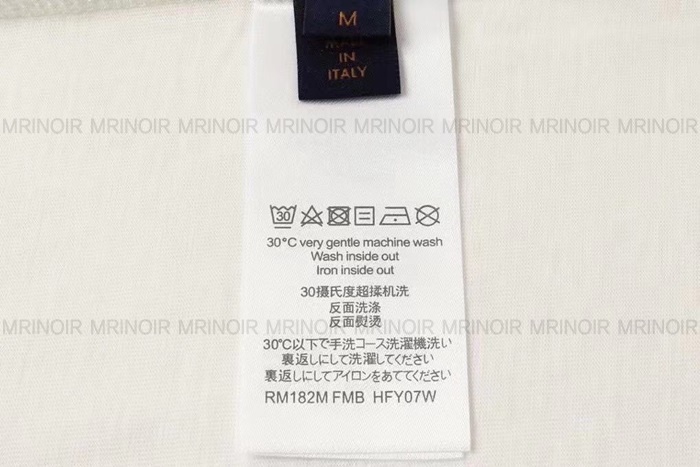 M
MADE
IN
ITALY
MRINOIR MRINOIR MRINOIR MRINOIR MRINOIR MRINOIR MRINOIR MRINOIR
30
30°C very gentle machine wash
Wash inside out
Iron inside out
30摄氏度超揉机洗
反面洗涤
反面熨烫
MRINOIR MRINOIR MRINOIR MRINOIR MRINOIR MRINOIR MRINOIR MRINOIR
30℃以下で手洗コース洗濯機洗い
裏返しにして洗濯してください
裏返しにしてアイロンをあててください
RM182M FMB HFY07W